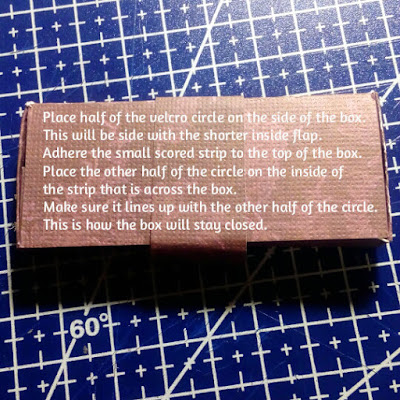 Place half of the velcro circle on the side of the box.
This will be side with the shorter inside flap.
Adhere the small scored strip to the top of the box.
Place the other half of the circle on the inside of
the strip that is across the box.
Make sure it lines up with the other half of the circle.
This is how the box will stay closed.
60°